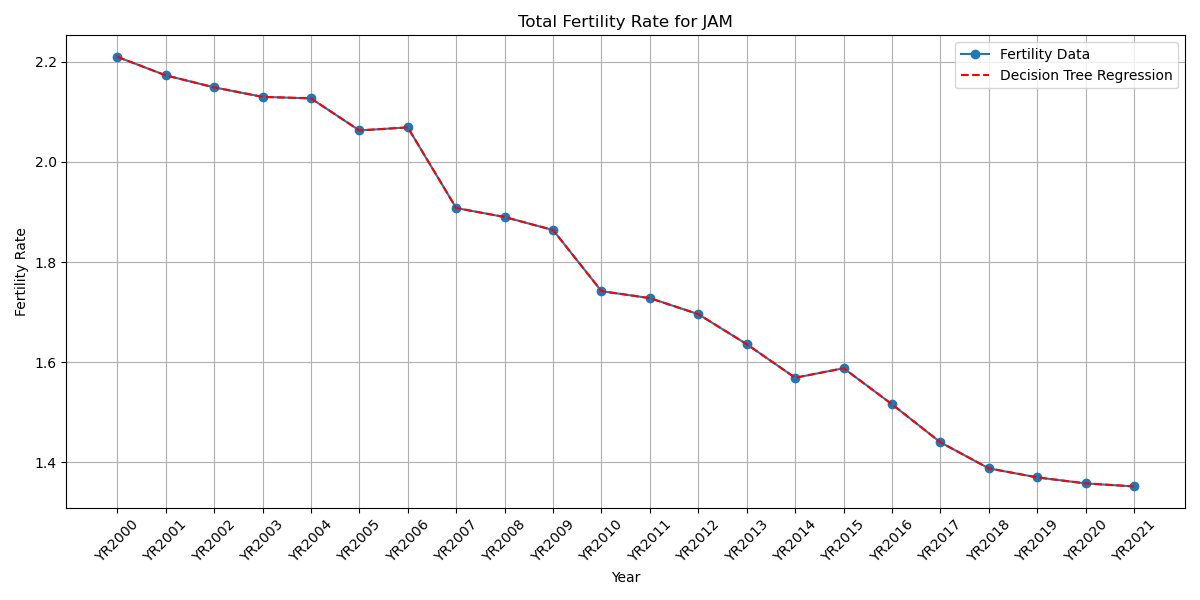 Total Fertility Rate for JAM
Fertility Data
Decision Tree Regression
Fertility Rate
2.2
2.0
1.8
1.6
1.4
YR2000
YR2001
YR2002
YR2003
YR2004
YR2005
YR2006
YR2007
YR2008
YR2009
YR2010
YR2011
YR2012
YR2013
YR2014
YR2015
YR2016
YR2017
YR2018
YR2019
YR2020
YR2021
Year